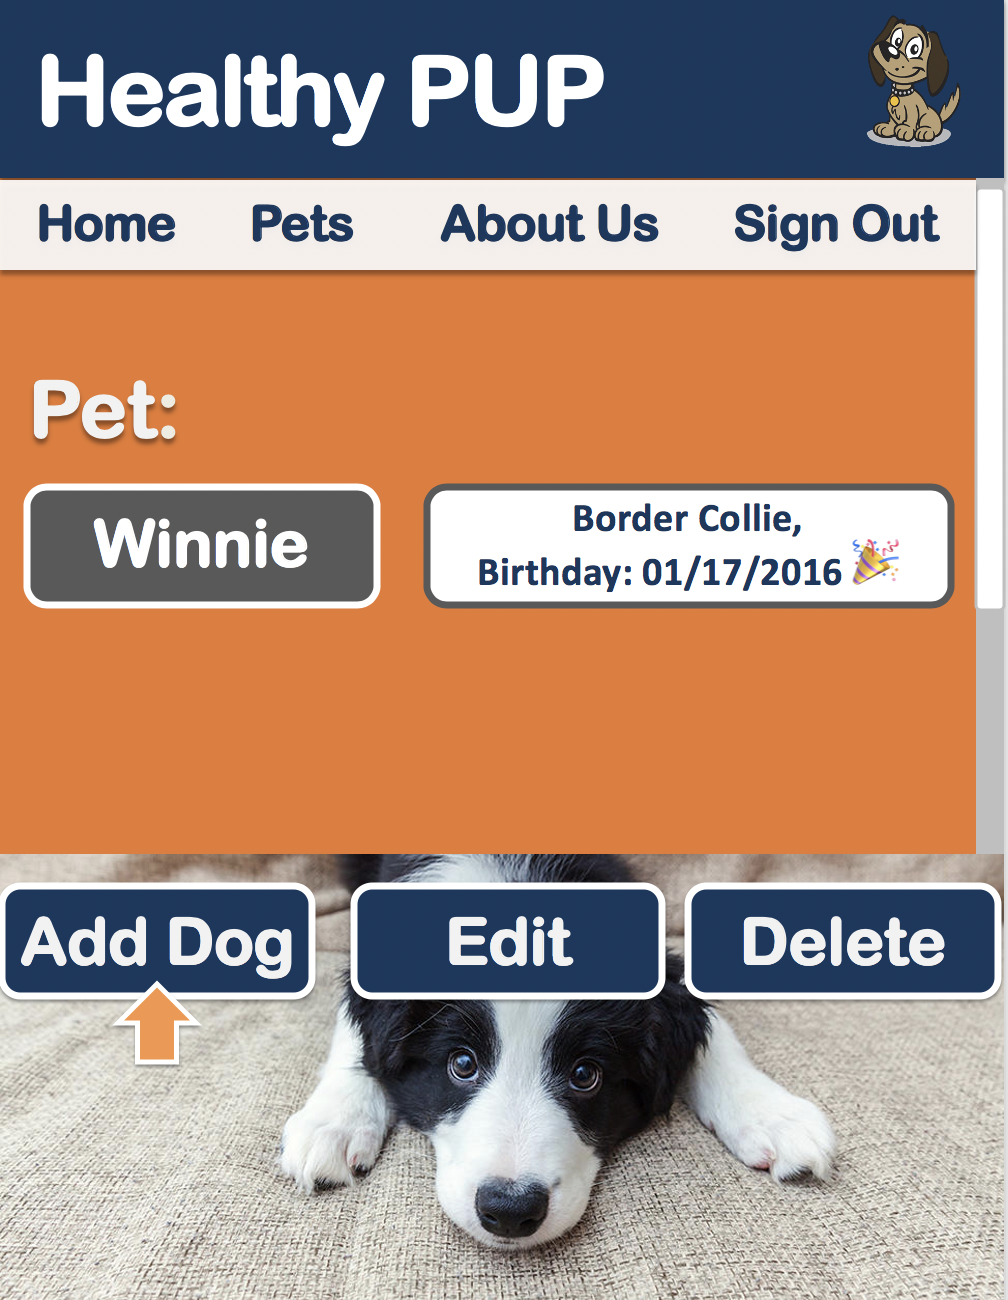 Healthy PUP
Home Pets About Us Sign Out
Pet:
Winnie
Border Collie,
Birthday: 01/17/2016 🎉
Add Dog Edit Delete